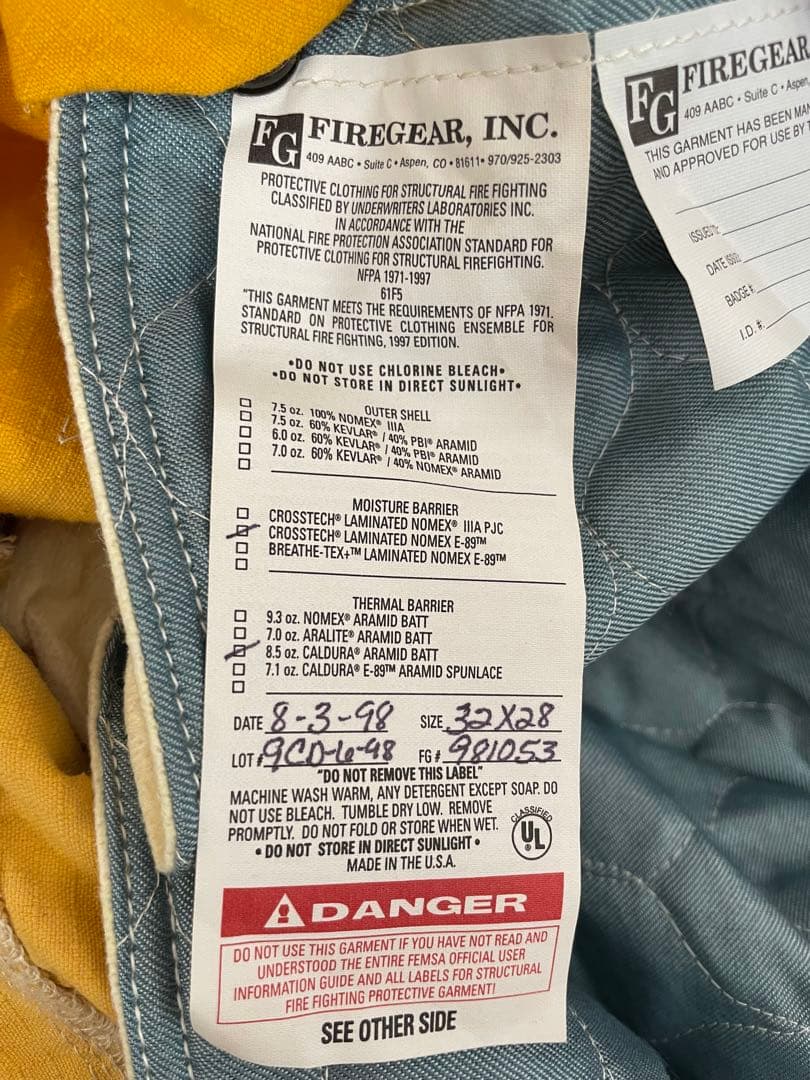 FG FIREGEAR, INC.
409 AABC • Suite C • Aspen, CO • 81611 • 970/925-2303
PROTECTIVE CLOTHING FOR STRUCTURAL FIRE FIGHTING
CLASSIFIED BY UNDERWRITERS LABORATORIES INC.
IN ACCORDANCE WITH THE
NATIONAL FIRE PROTECTION ASSOCIATION STANDARD FOR
PROTECTIVE CLOTHING FOR STRUCTURAL FIREFIGHTING.
NFPA 1971-1997
61F5
"THIS GARMENT MEETS THE REQUIREMENTS OF NFPA 1971.
STANDARD ON PROTECTIVE CLOTHING ENSEMBLE FOR
STRUCTURAL FIRE FIGHTING, 1997 EDITION.
•DO NOT USE CHLORINE BLEACH•
•DO NOT STORE IN DIRECT SUNLIGHT•
OUTER SHELL
7.5 oz. 100% NOMEX® IIIA
7.5 oz. 60% KEVLAR® / 40% PBI® ARAMID
6.0 oz. 60% KEVLAR® / 40% PBI® ARAMID
7.0 oz. 60% KEVLAR® / 40% NOMEX® ARAMID
MOISTURE BARRIER
CROSSTECH® LAMINATED NOMEX® IIIA PJC
CROSSTECH® LAMINATED NOMEX E-89™
BREATHE-TEX+™ LAMINATED NOMEX E-89™
THERMAL BARRIER
9.3 oz. NOMEX® ARAMID BATT
7.0 oz. ARALITE® ARAMID BATT
8.5 oz. CALDURA® ARAMID BATT
7.1 oz. CALDURA® E-89™ ARAMID SPUNLACE
DATE 8-3-98 SIZE 32X28
LOT# 9CD-6-98 FG# 981053
"DO NOT REMOVE THIS LABEL"
MACHINE WASH WARM, ANY DETERGENT EXCEPT SOAP. DO
NOT USE BLEACH. TUMBLE DRY LOW. REMOVE
PROMPTLY. DO NOT FOLD OR STORE WHEN WET.
• DO NOT STORE IN DIRECT SUNLIGHT •
MADE IN THE U.S.A.
CLASSIFIED
UL
DANGER
DO NOT USE THIS GARMENT IF YOU HAVE NOT READ AND
UNDERSTOOD THE ENTIRE FEMSA OFFICIAL USER
INFORMATION GUIDE AND ALL LABELS FOR STRUCTURAL
FIRE FIGHTING PROTECTIVE GARMENT!
SEE OTHER SIDE
FG FIREGEAR
409 AABC • Suite C • Aspen,
THIS GARMENT HAS BEEN
AND APPROVED FOR USE BY
ISSUED TO:
DATE ISSUED:
BADGE #:
I.D. #: